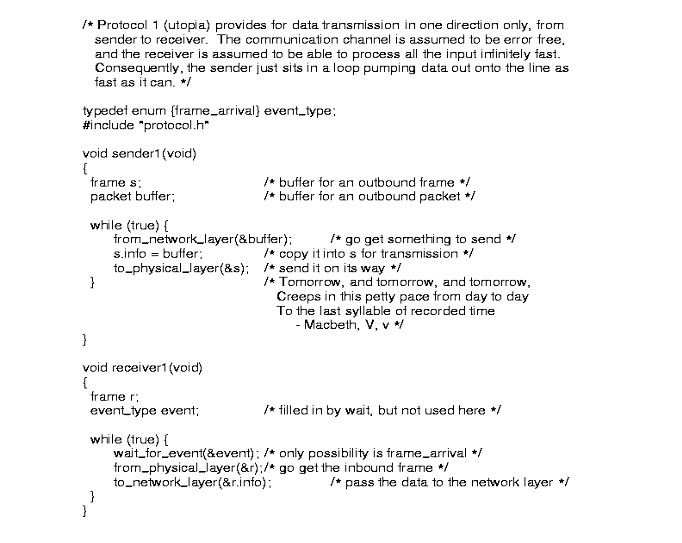 /* Protocol 1 (utopia) provides for data transmission in one direction only, from
sender to receiver. The communication channel is assumed to be error free,
and the receiver is assumed to be able to process all the input infinitely fast.
Consequently, the sender just sits in a loop pumping data out onto the line as
fast as it can. */
typedef enum {frame_arrival} event_type;
#include "protocol.h"
void sender1(void)
{
frame s; /* buffer for an outbound frame */
packet buffer; /* buffer for an outbound packet */
while (true) {
from_network_layer(&buffer); /* go get something to send */
s.info = buffer; /* copy it into s for transmission */
to_physical_layer(&s); /* send it on its way */
} /* Tomorrow, and tomorrow, and tomorrow,
Creeps in this petty pace from day to day
To the last syllable of recorded time
- Macbeth, V, v */
}
void receiver1(void)
{
frame r;
event_type event; /* filled in by wait, but not used here */
while (true) {
wait_for_event(&event); /* only possibility is frame_arrival */
from_physical_layer(&r); /* go get the inbound frame */
to_network_layer(&r.info); /* pass the data to the network layer */
}
}